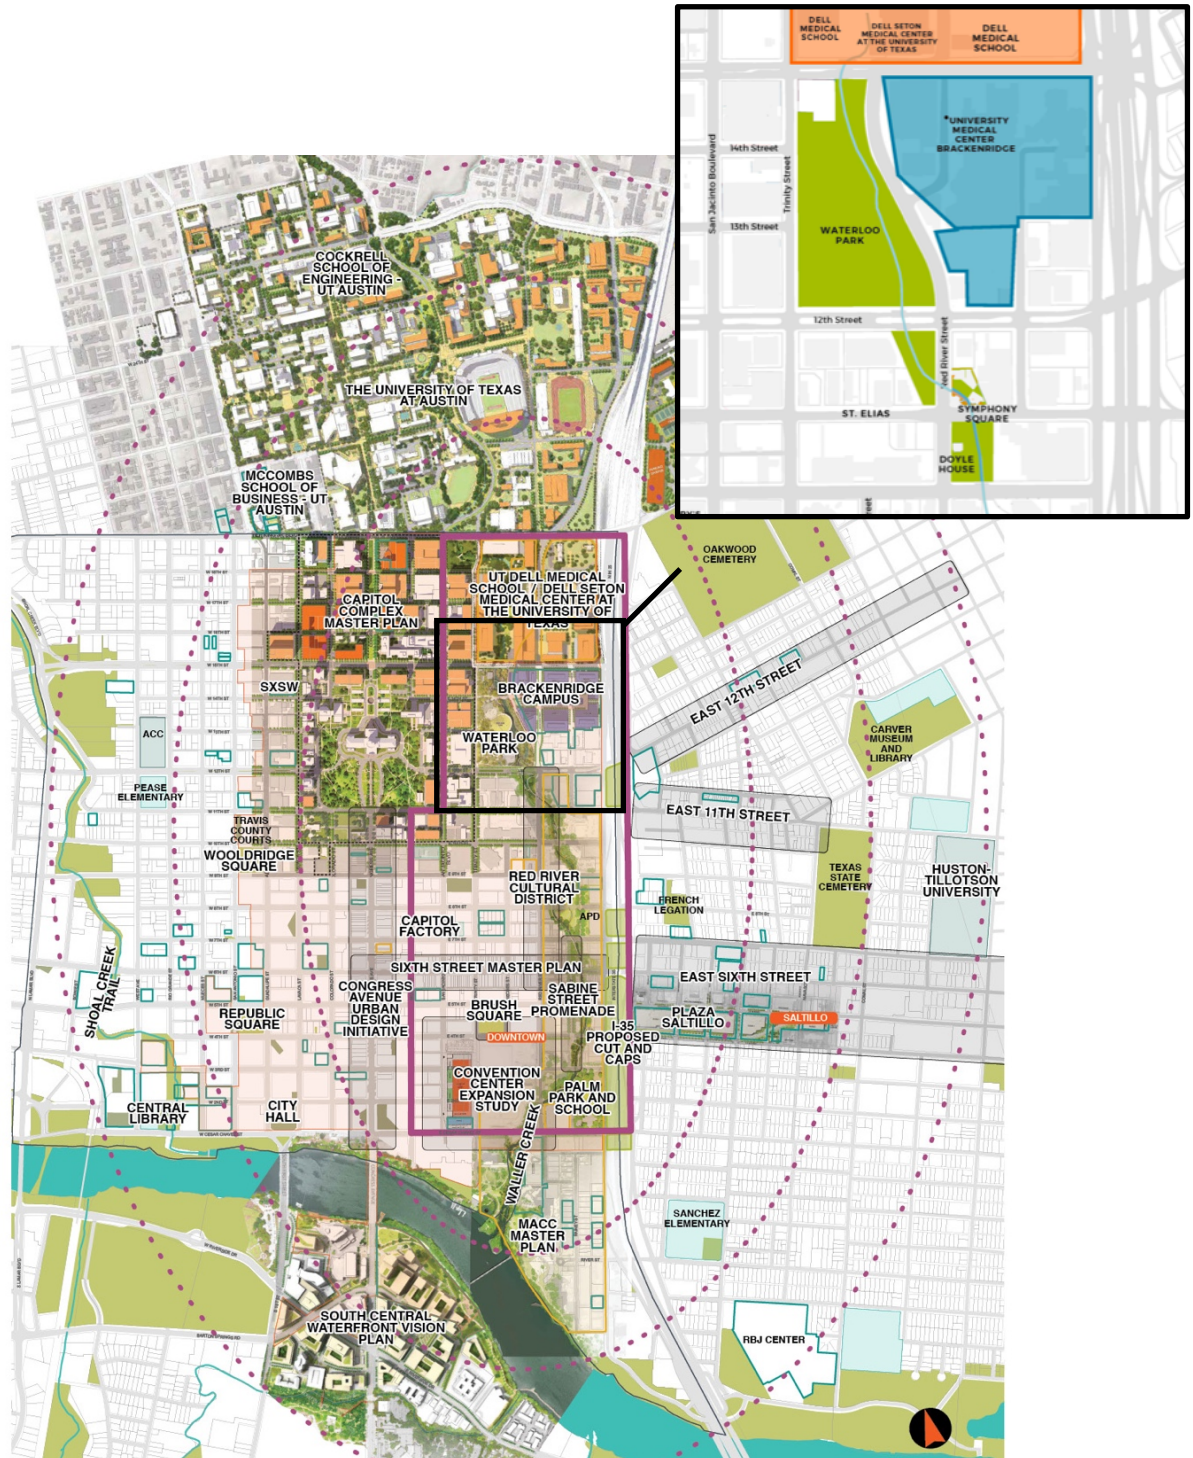 DELL
MEDICAL
SCHOOL
DELL SETON
MEDICAL CENTER
AT THE UNIVERSITY
OF TEXAS
DELL
MEDICAL
SCHOOL
UNIVERSITY
MEDICAL
CENTER
BRACKENRIDGE
San Jacinto Boulevard
14th Street
Trinity Street
13th Street
WATERLOO
PARK
12th Street
Red River Street
ST. ELIAS
SYMPHONY
SQUARE
DOYLE
HOUSE
COCKRELL
SCHOOL OF
ENGINEERING -
UT AUSTIN
THE UNIVERSITY OF TEXAS
AT AUSTIN
MCCOMBS
SCHOOL OF
BUSINESS - UT
AUSTIN
OAKWOOD
CEMETERY
UT DELL MEDICAL
SCHOOL / DELL SETON
MEDICAL CENTER AT
THE UNIVERSITY OF
TEXAS
CAPITOL
COMPLEX
MASTER PLAN
SXSW
BRACKENRIDGE
CAMPUS
WATERLOO
PARK
EAST 12TH STREET
ACC
CARVER
MUSEUM
AND
LIBRARY
PEASE
ELEMENTARY
EAST 11TH STREET
TRAVIS
COUNTY
COURTS
WOOLDRIDGE
SQUARE
RED RIVER
CULTURAL
DISTRICT
TEXAS
STATE
CEMETERY
HUSTON-
TILLOTSON
UNIVERSITY
FRENCH
LEGATION
APD
CAPITOL
FACTORY
SHOAL CREEK
TRAIL
SIXTH STREET MASTER PLAN
EAST SIXTH STREET
CONGRESS
AVENUE
URBAN
DESIGN
INITIATIVE
SABINE
STREET
PROMENADE
BRUSH
SQUARE
REPUBLIC
SQUARE
PLAZA
SALTILLO
SALTILLO
DOWNTOWN
I-35
PROPOSED
CUT AND
CAPS
CONVENTION
CENTER
EXPANSION
STUDY
PALM
PARK AND
SCHOOL
CENTRAL
LIBRARY
CITY
HALL
WALLER CREEK
SANCHEZ
ELEMENTARY
MACC
MASTER
PLAN
SOUTH CENTRAL
WATERFRONT VISION
PLAN
RBJ CENTER